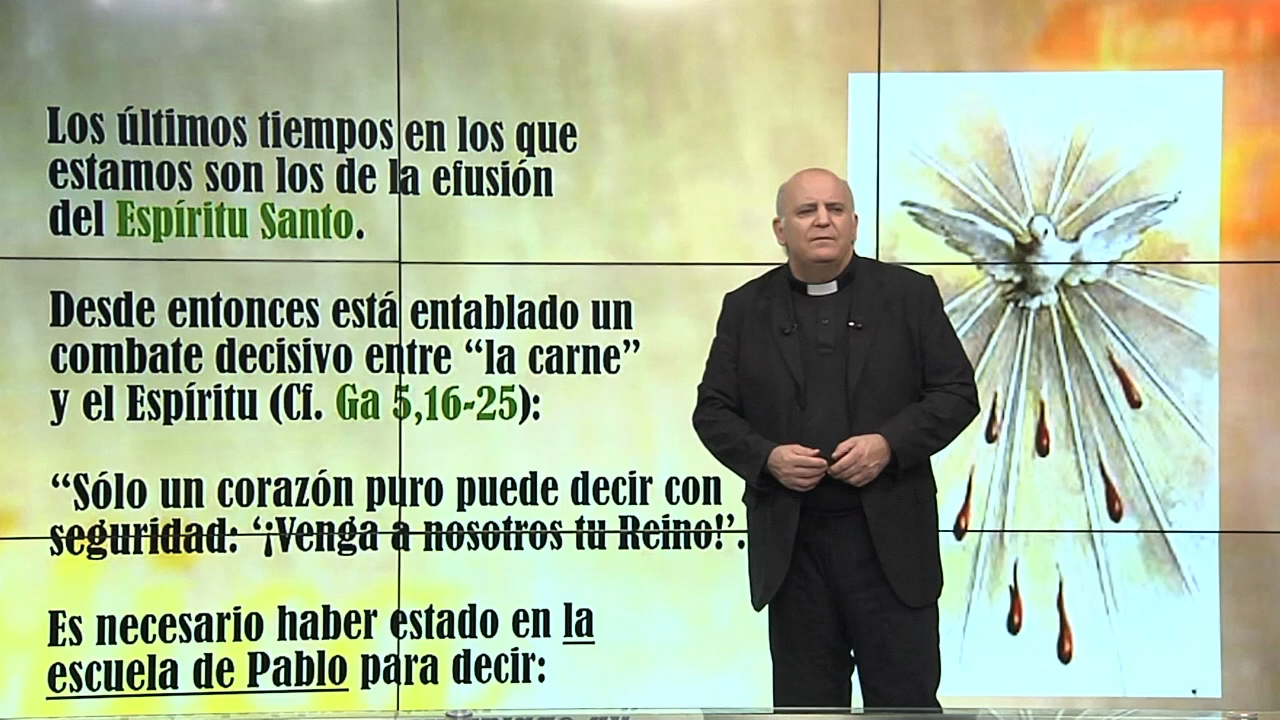 Los últimos tiempos en los que
estamos son los de la efusión
del Espíritu Santo.
Desde entonces está entablado un
combate decisivo entre “la carne”
y el Espíritu (Cf. Ga 5,16-25):
“Sólo un corazón puro puede decir con
seguridad: ‘¡Venga a nosotros tu Reino!’.
Es necesario haber estado en la
escuela de Pablo para decir: